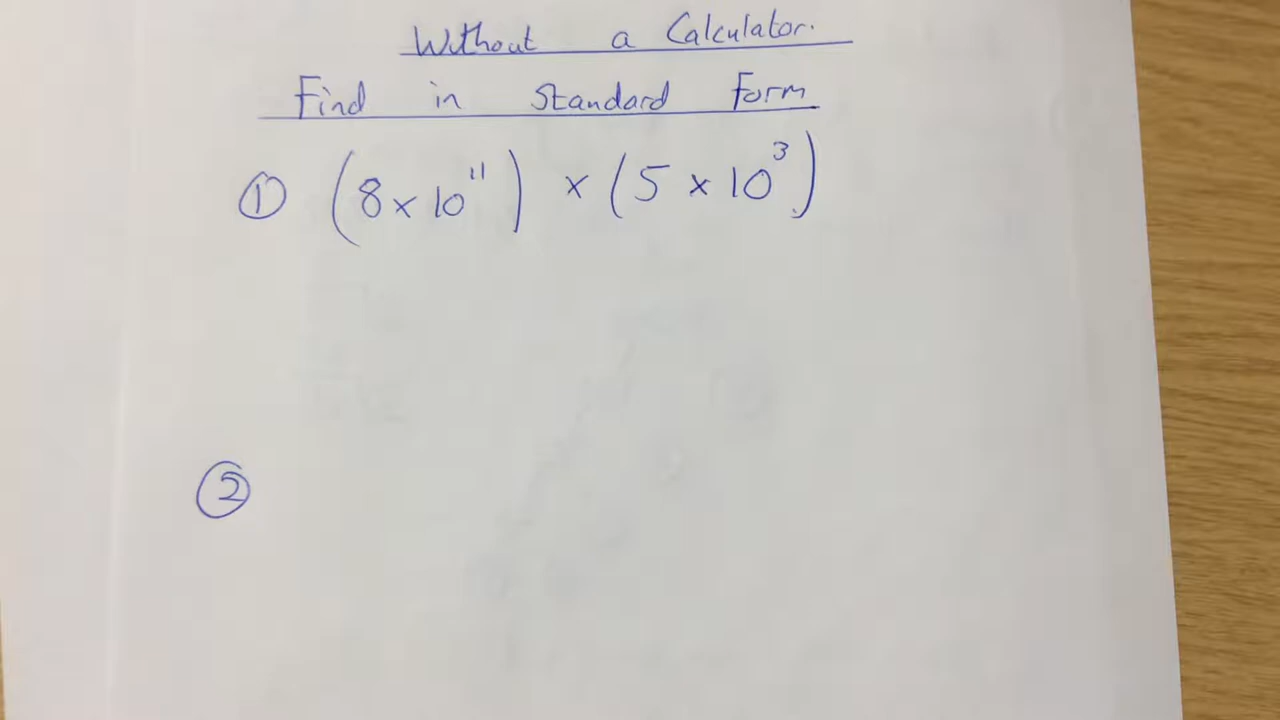 Without a Calculator.
Find in Standard Form
① (8 × 10¹¹) × (5 × 10³)
②